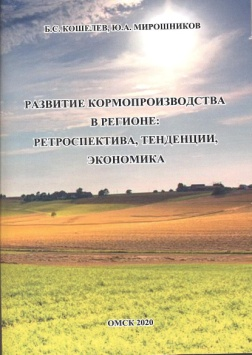 Б.С. КОШЕЛЕВ, Ю.А. МИРОШНИКОВ
РАЗВИТИЕ КОРМОПРОИЗВОДСТВА
В РЕГИОНЕ:
РЕТРОСПЕКТИВА, ТЕНДЕНЦИИ,
ЭКОНОМИКА
ОМСК 2020